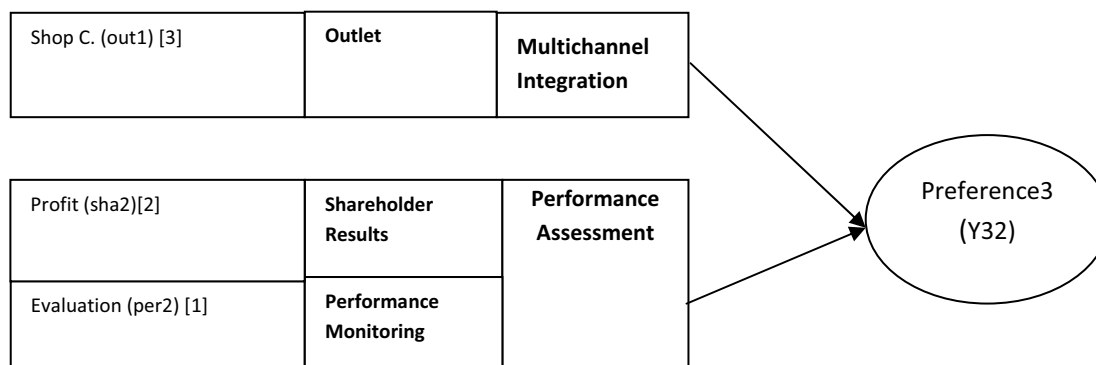 Shop C. (out1) [3]
Outlet
Multichannel
Integration
Profit (sha2)[2]
Shareholder
Results
Performance
Assessment
Evaluation (per2) [1]
Performance
Monitoring
Preference3
(Y32)